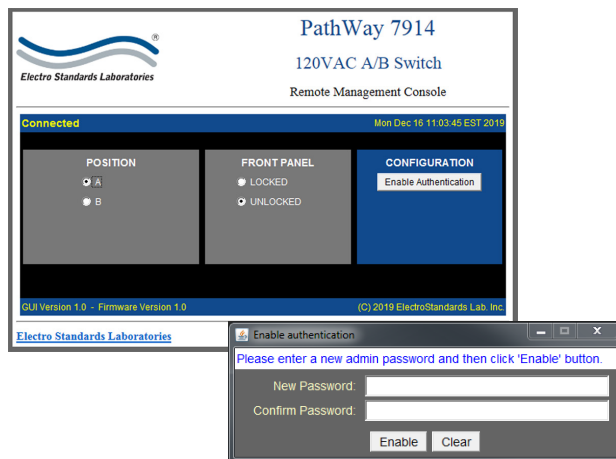 ®
Electro Standards Laboratories
PathWay 7914
120VAC A/B Switch
Remote Management Console
Connected
Mon Dec 16 11:03:45 EST 2019
POSITION
A
B
FRONT PANEL
LOCKED
UNLOCKED
CONFIGURATION
Enable Authentication
GUI Version 1.0 - Firmware Version 1.0
(C) 2019 ElectroStandards Lab. Inc.
Electro Standards Laboratories
Enable authentication
Please enter a new admin password and then click 'Enable' button.
New Password:
Confirm Password:
Enable Clear